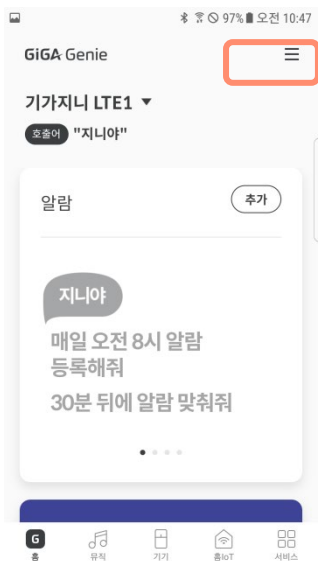 97% 오전 10:47
GiGA Genie
기가지니 LTE1
호출어 "지니야"
알람 추가
지니야
매일 오전 8시 알람
등록해줘
30분 뒤에 알람 맞춰줘
G
홈 뮤직 기기 홈IoT 서비스